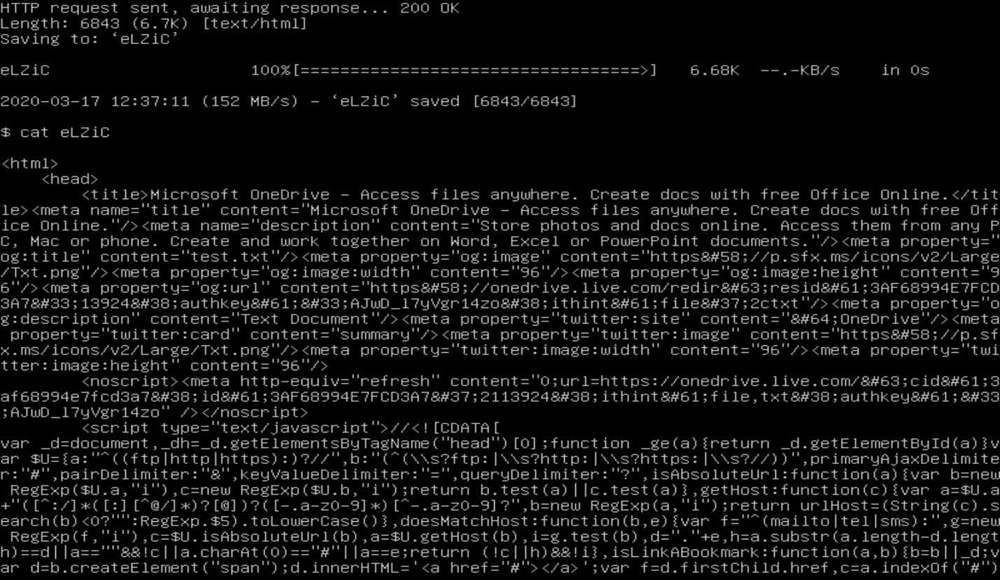 HTTP request sent, awaiting response... 200 OK
Length: 6843 (6.7K) [text/html]
Saving to: ‘eLZiC’
eLZiC 100%[==================================>] 6.68K --.-KB/s in 0s
2020-03-17 12:37:11 (152 MB/s) - ‘eLZiC’ saved [6843/6843]
$ cat eLZiC
<html>
<head>
<title>Microsoft OneDrive - Access files anywhere. Create docs with free Office Online.</tit
le><meta name="title" content="Microsoft OneDrive - Access files anywhere. Create docs with free Off
ice Online."/><meta name="description" content="Store photos and docs online. Access them from any P
C, Mac or phone. Create and work together on Word, Excel or PowerPoint documents."/><meta property="
og:title" content="test.txt"/><meta property="og:image" content="https&#58;//p.sfx.ms/icons/v2/Large
/Txt.png"/><meta property="og:image:width" content="96"/><meta property="og:image:height" content="9
6"/><meta property="og:url" content="https&#58;//onedrive.live.com/redir&#63;resid&#61;3AF68994E7FCD
3A7&#33;13924&#38;authkey&#61;&#33;AJwD_l7yVgr14zo&#38;ithint&#61;file&#37;2ctxt"/><meta property="o
g:description" content="Text Document"/><meta property="twitter:site" content="&#64;OneDrive"/><meta
property="twitter:card" content="summary"/><meta property="twitter:image" content="https&#58;//p.sf
x.ms/icons/v2/Large/Txt.png"/><meta property="twitter:image:width" content="96"/><meta property="twi
tter:image:height" content="96"/>
<noscript><meta http-equiv="refresh" content="0;url=https://onedrive.live.com/&#63;cid&#61;3
af68994e7fcd3a7&#38;id&#61;3AF68994E7FCD3A7&#37;2113924&#38;ithint&#61;file,txt&#38;authkey&#61;&#33
;AJwD_l7yVgr14zo" /></noscript>
<script type="text/javascript">//<![CDATA[
var _d=document,_dh=_d.getElementsByTagName("head")[0];function _ge(a){return _d.getElementById(a)}v
ar $U={a:"^((ftp|http|https):)?//",b:"(^(\\s?ftp:|\\s?http:|\\s?https:|\\s?//))",primaryAjaxDelimite
r:"#",pairDelimiter:"&",keyValueDelimiter:"=",queryDelimiter:"?",isAbsoluteUrl:function(a){var b=new
RegExp($U.a,"i"),c=new RegExp($U.b,"i");return b.test(a)||c.test(a)},getHost:function(c){var a=$U.a
+"([^:/]*([:][^@/]*)?[@])?([-.a-z0-9]*)[^-.a-z0-9]?",b=new RegExp(a,"i");return urlHost=(String(c).s
earch(b)<0?"":RegExp.$5).toLowerCase()},doesMatchHost:function(b,e){var f="^(mailto|tel|sms):",g=new
RegExp(f,"i"),c=$U.isAbsoluteUrl(b),a=$U.getHost(b),i=g.test(b),d="."+e,h=a.substr(a.length-d.lengt
h)==d||a==""&&!c||a.charAt(0)=="#"||a==e;return (!c||h)&&!i},isLinkABookmark:function(a,b){b=b||_d;v
ar d=b.createElement("span");d.innerHTML='<a href="#"></a>';var f=d.firstChild.href,c=a.indexOf("#")